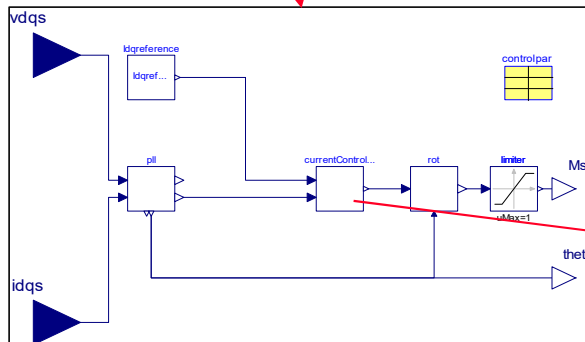 vdqs
Idqreference
Idqref...
controlpar
pll
currentControl...
rot
limiter
Ms
uMax=1
thet
idqs